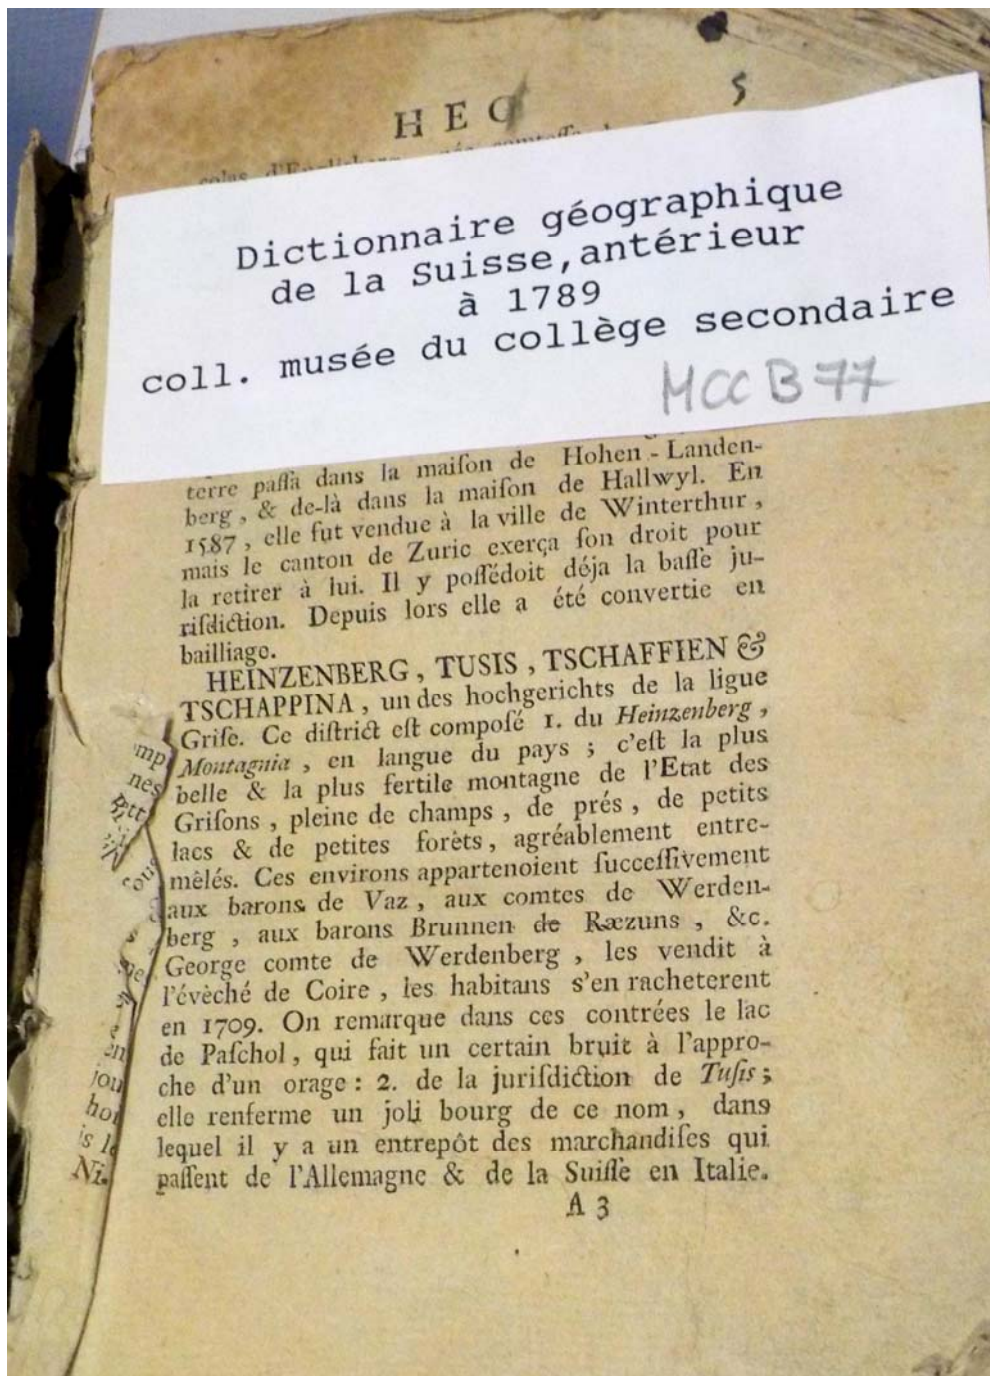 HEC 5
Dictionnaire géographique
de la Suisse, antérieur
à 1789
coll. musée du collège secondaire
MCC B 77
terre paſſa dans la maiſon de Hohen-Landen-
berg, & de-là dans la maiſon de Hallwyl. En
1587, elle fut vendue à la ville de Winterthur,
mais le canton de Zuric exerça ſon droit pour
la retirer à lui. Il y poſſédoit déja la baſſe ju-
riſdiction. Depuis lors elle a été convertie en
bailliage.
HEINZENBERG, TUSIS, TSCHAFFIEN &
TSCHAPPINA, un des hochgerichts de la ligue
Griſe. Ce diſtrict eſt compoſé 1. du Heinzenberg,
Montagnia, en langue du pays; c'eſt la plus
belle & la plus fertile montagne de l'Etat des
Griſons, pleine de champs, de prés, de petits
lacs & de petites forèts, agréablement entre-
mèlés. Ces environs appartenoient ſucceſſivement
aux barons de Vaz, aux comtes de Werden-
berg, aux barons Brunnen de Ræzuns, &c.
George comte de Werdenberg, les vendit à
l'évèché de Coire, les habitans s'en racheterent
en 1709. On remarque dans ces contrées le lac
de Paſchol, qui fait un certain bruit à l'appro-
che d'un orage: 2. de la juriſdiction de Tuſis;
elle renferme un joli bourg de ce nom, dans
lequel il y a un entrepôt des marchandiſes qui
paſſent de l'Allemagne & de la Suiſſe en Italie.
A 3